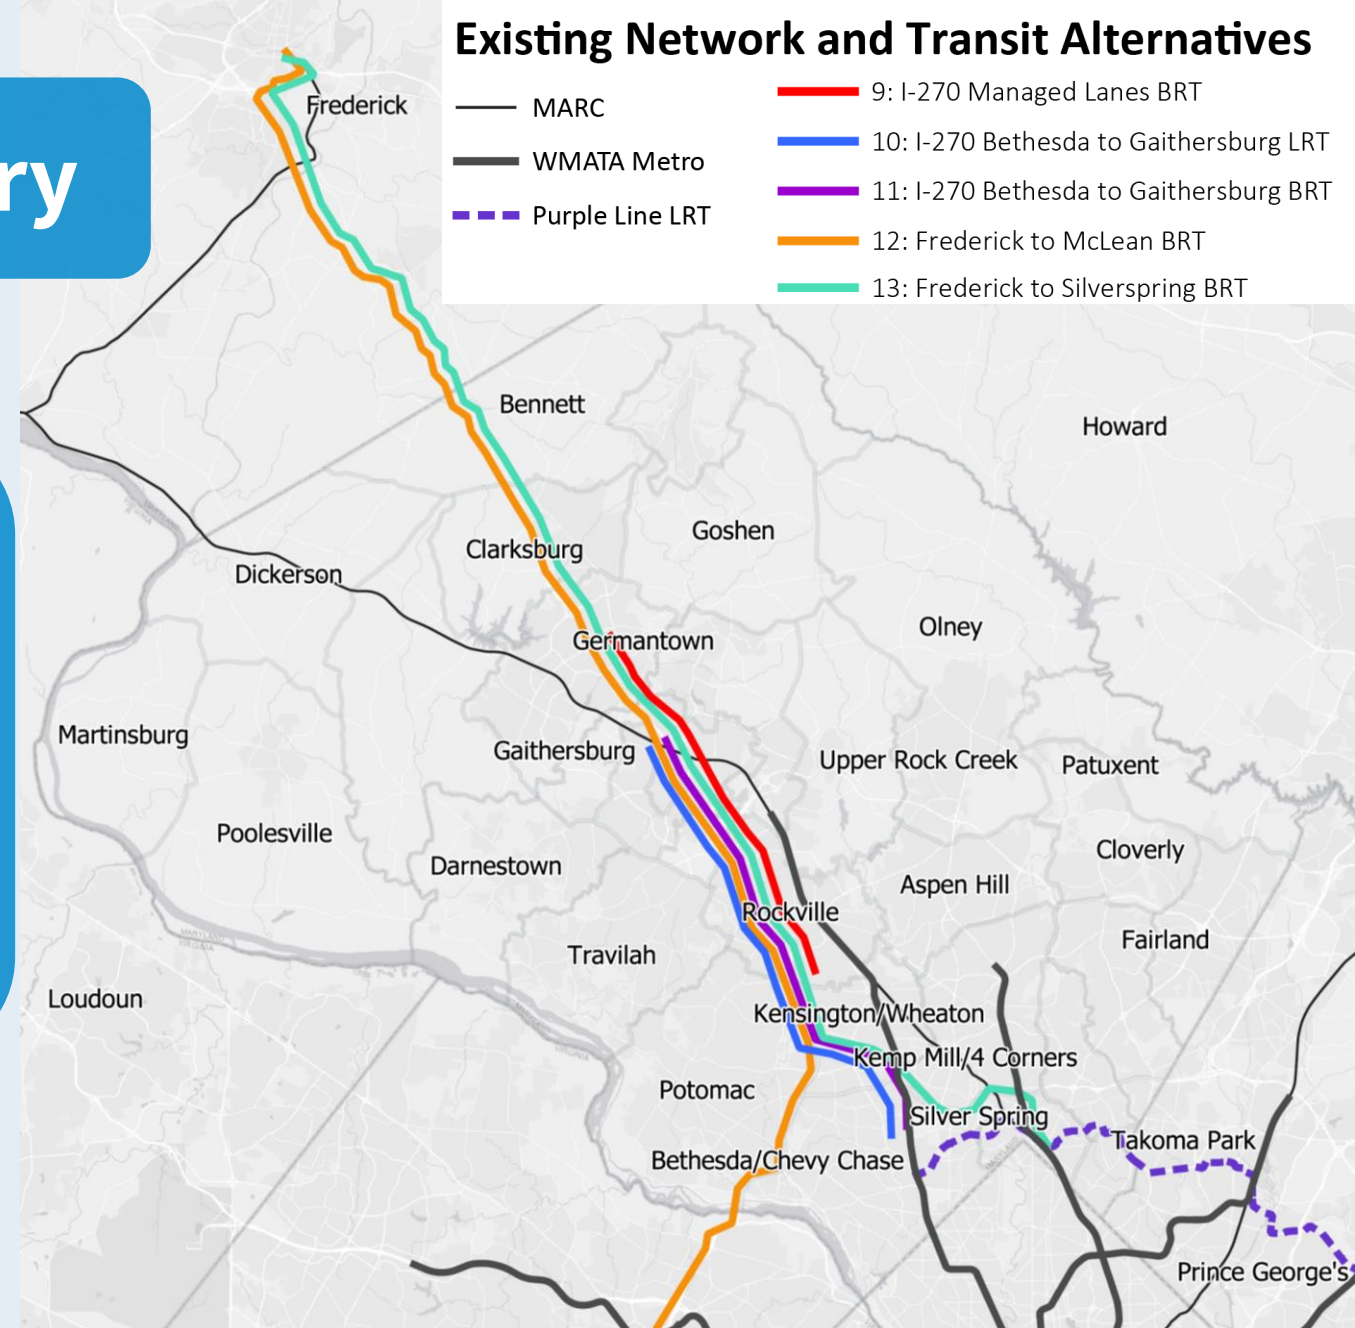 Existing Network and Transit Alternatives
MARC
WMATA Metro
Purple Line LRT
9: I-270 Managed Lanes BRT
10: I-270 Bethesda to Gaithersburg LRT
11: I-270 Bethesda to Gaithersburg BRT
12: Frederick to McLean BRT
13: Frederick to Silverspring BRT
ry
Frederick
Bennett
Howard
Goshen
Clarksburg
Dickerson
Olney
Germantown
Martinsburg
Gaithersburg
Upper Rock Creek
Patuxent
Poolesville
Darnestown
Cloverly
Aspen Hill
Rockville
Fairland
Travilah
Loudoun
Kensington/Wheaton
Kemp Mill/4 Corners
Potomac
Silver Spring
Takoma Park
Bethesda/Chevy Chase
Prince George's